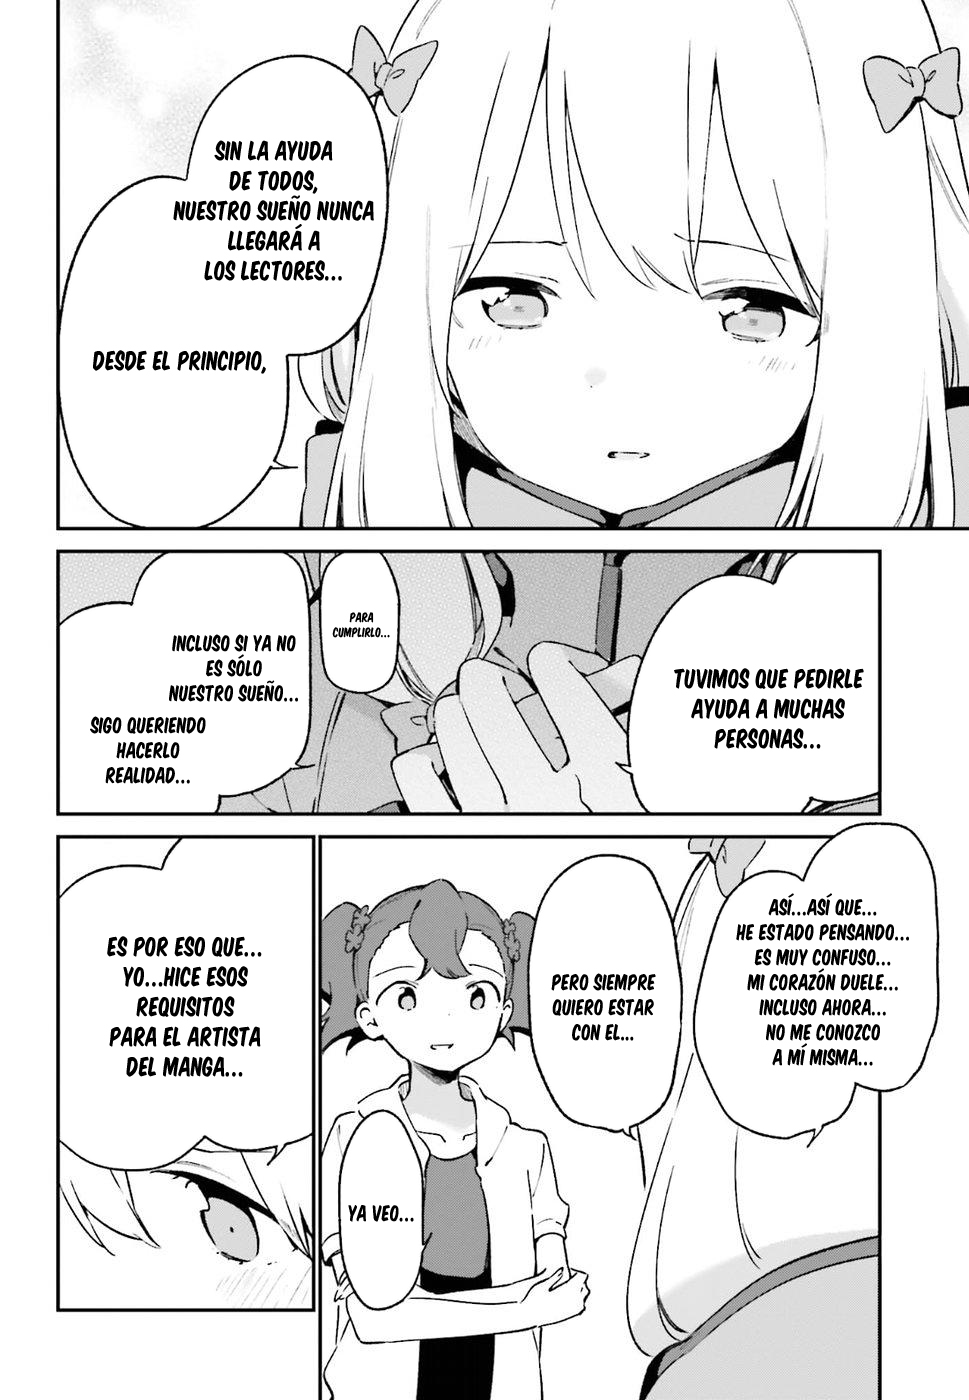 DESDE EL PRINCIPIO,
SIN LA AYUDA
DE TODOS,
NUESTRO SUEÑO NUNCA
LLEGARÁ A
LOS LECTORES...
TUVIMOS QUE PEDIRLE
AYUDA A MUCHAS
PERSONAS...
PARA
CUMPLIRLO...
INCLUSO SI YA NO
ES SÓLO
NUESTRO SUEÑO...
SIGO QUERIENDO
HACERLO
REALIDAD...
ASÍ...ASÍ QUE...
HE ESTADO PENSANDO...
ES MUY CONFUSO...
MI CORAZÓN DUELE...
INCLUSO AHORA...
NO ME CONOZCO
A MÍ MISMA...
PERO SIEMPRE
QUIERO ESTAR
CON EL...
YA VEO...
ES POR ESO QUE...
YO...HICE ESOS
REQUISITOS
PARA EL ARTISTA
DEL MANGA...